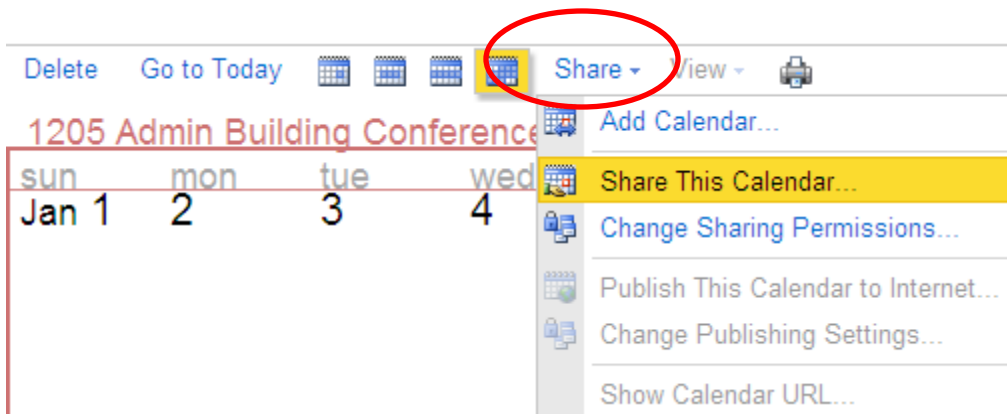 Delete Go to Today Share View
1205 Admin Building Conference
Add Calendar...
sun mon tue wed
Share This Calendar...
Jan 1 2 3 4
Change Sharing Permissions...
Publish This Calendar to Internet...
Change Publishing Settings...
Show Calendar URL...